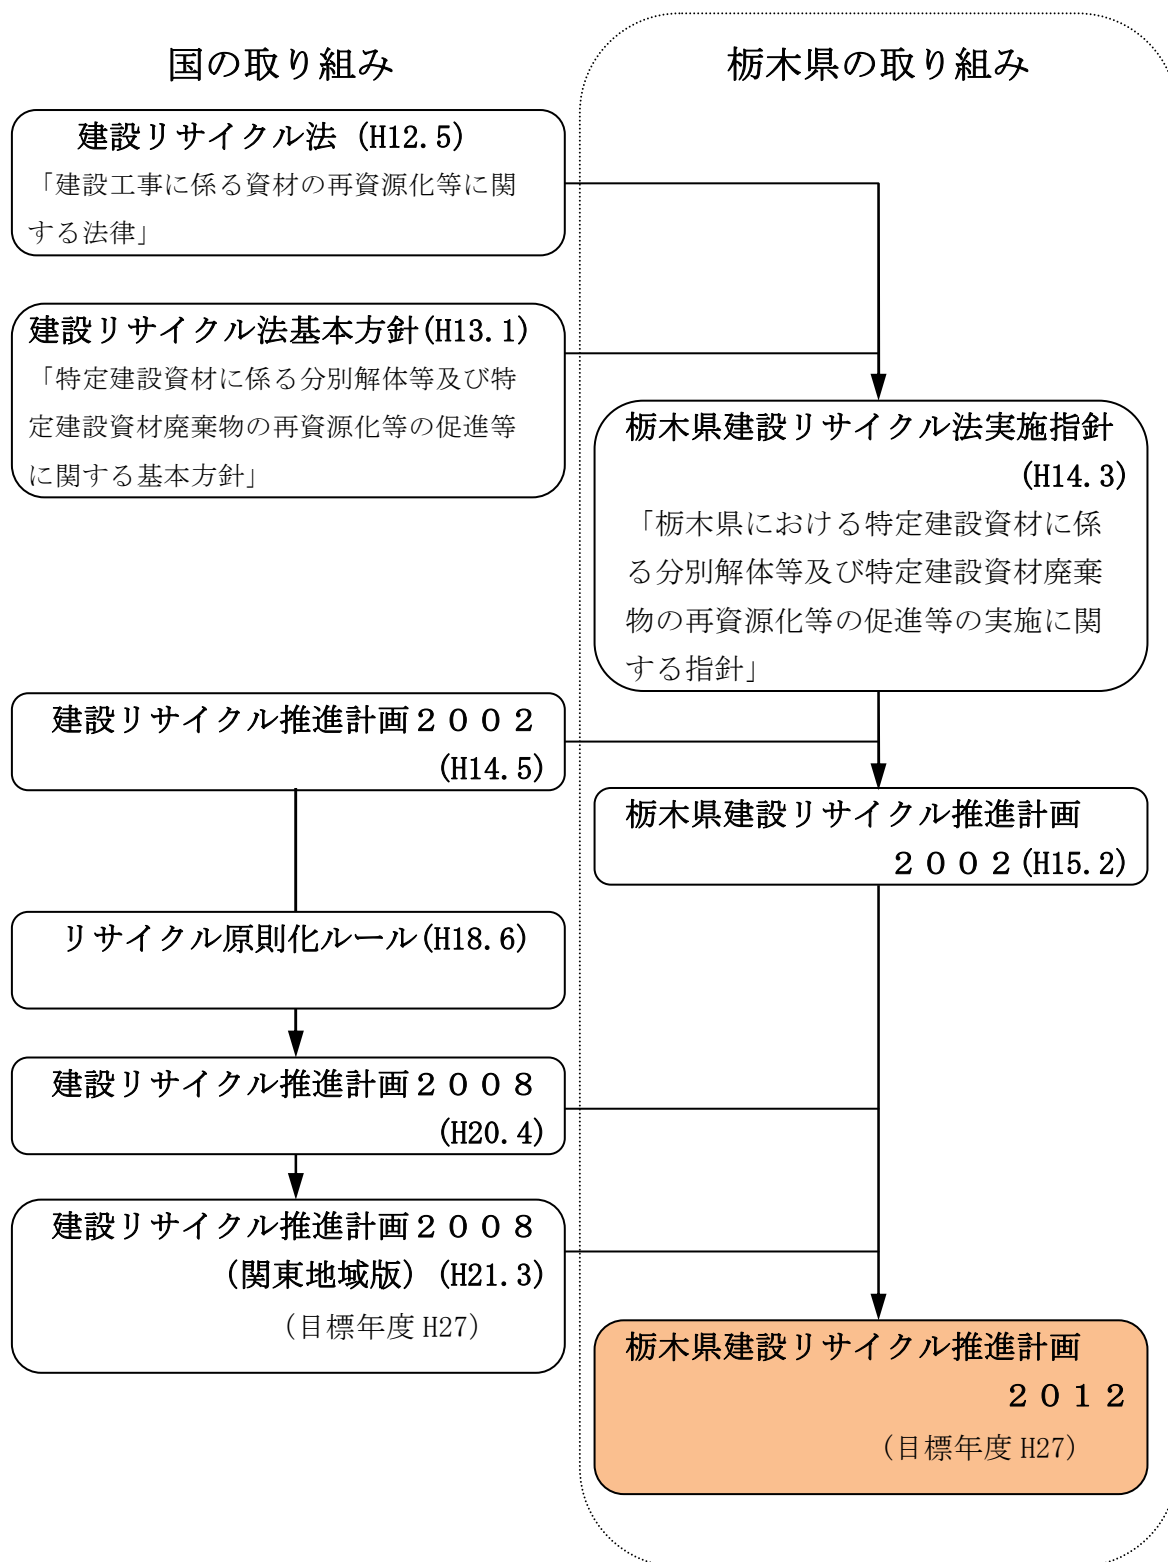 国の取り組み
建設リサイクル法 (H12.5)
「建設工事に係る資材の再資源化等に関
する法律」
建設リサイクル法基本方針(H13.1)
「特定建設資材に係る分別解体等及び特
定建設資材廃棄物の再資源化等の促進等
に関する基本方針」
建設リサイクル推進計画２００２
(H14.5)
リサイクル原則化ルール(H18.6)
建設リサイクル推進計画２００８
(H20.4)
建設リサイクル推進計画２００８
（関東地域版）(H21.3)
（目標年度 H27）
栃木県の取り組み
栃木県建設リサイクル法実施指針
(H14.3)
「栃木県における特定建設資材に係
る分別解体等及び特定建設資材廃棄
物の再資源化等の促進等の実施に関
する指針」
栃木県建設リサイクル推進計画
２００２(H15.2)
栃木県建設リサイクル推進計画
２０１２
（目標年度 H27）